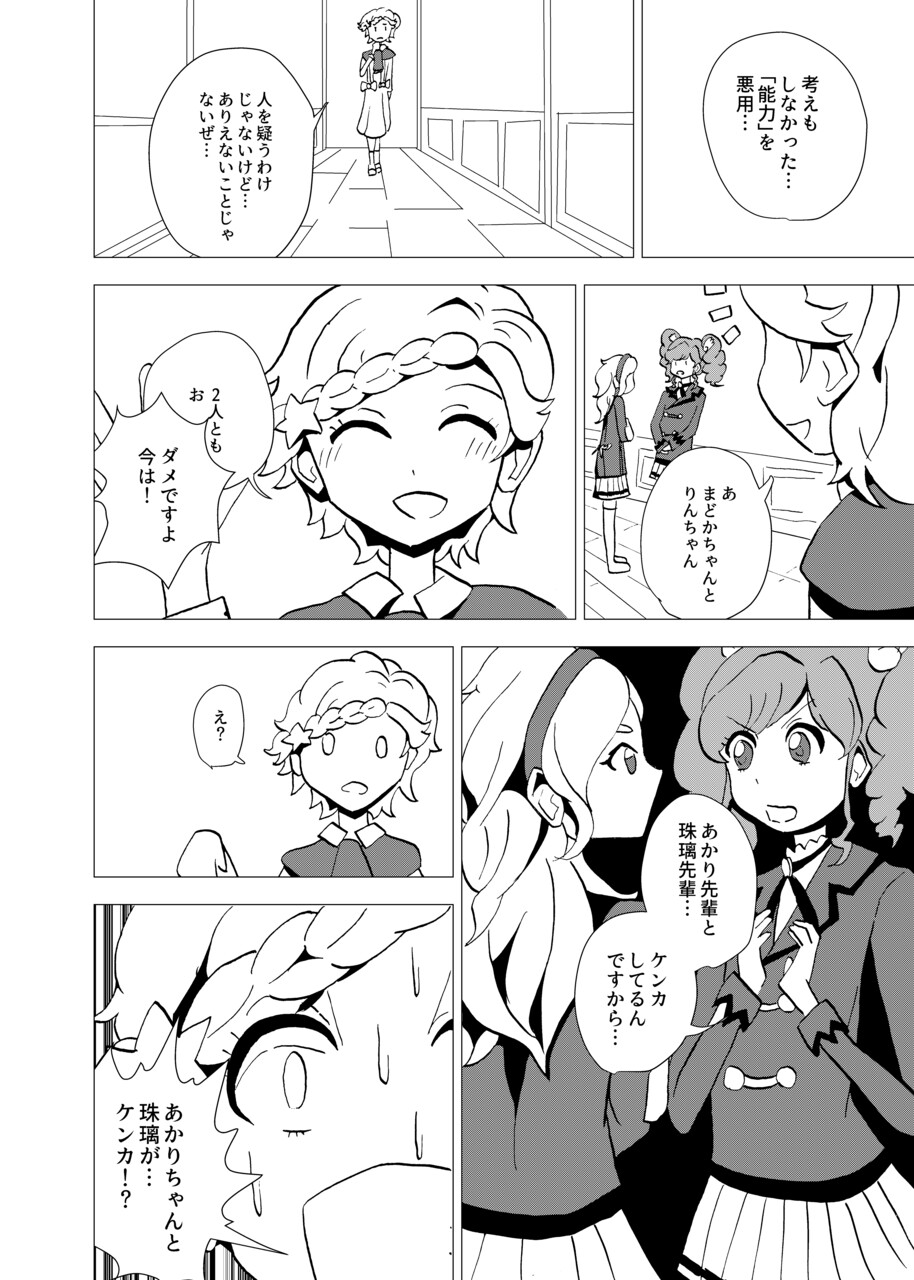 考えも
しなかった…
「能力」を
悪用…
人を疑うわけ
じゃないけど…
ありえないことじゃ
ないぜ…
あ
まどかちゃんと
りんちゃん
2人とも
お
ダメですよ
今は!
あかり先輩と
珠璃先輩…
ケンカ
してるん
ですから…
え?
あかりちゃんと
珠璃が…
ケンカ!?